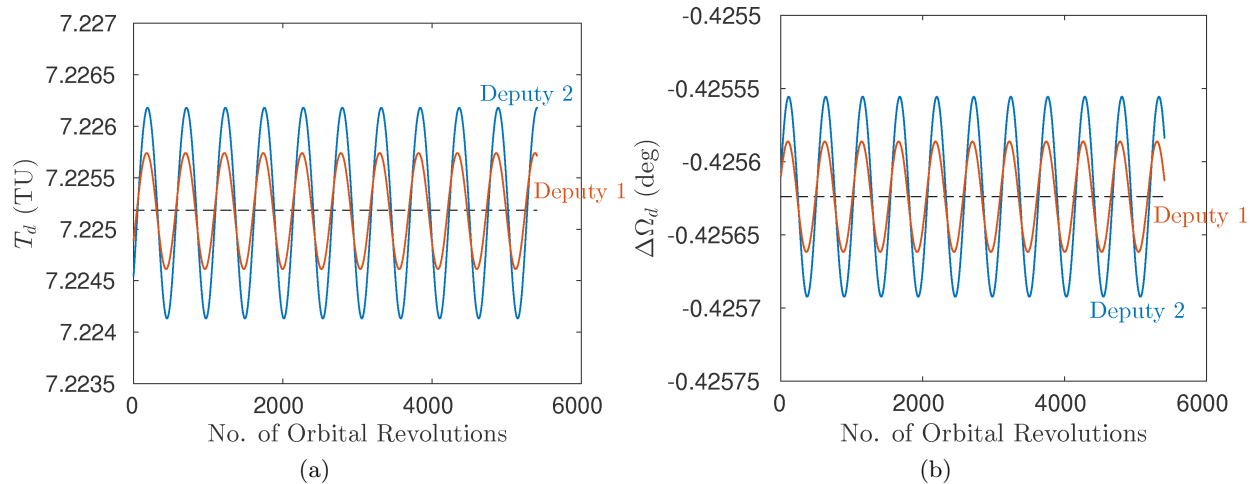 7.227
7.2265
7.226
7.2255
7.225
7.2245
7.224
7.2235
T_d (TU)
Deputy 2
Deputy 1
0
2000
4000
6000
No. of Orbital Revolutions
(a)
-0.4255
-0.42555
-0.4256
-0.42565
-0.4257
-0.42575
ΔΩ_d (deg)
Deputy 1
Deputy 2
0
2000
4000
6000
No. of Orbital Revolutions
(b)